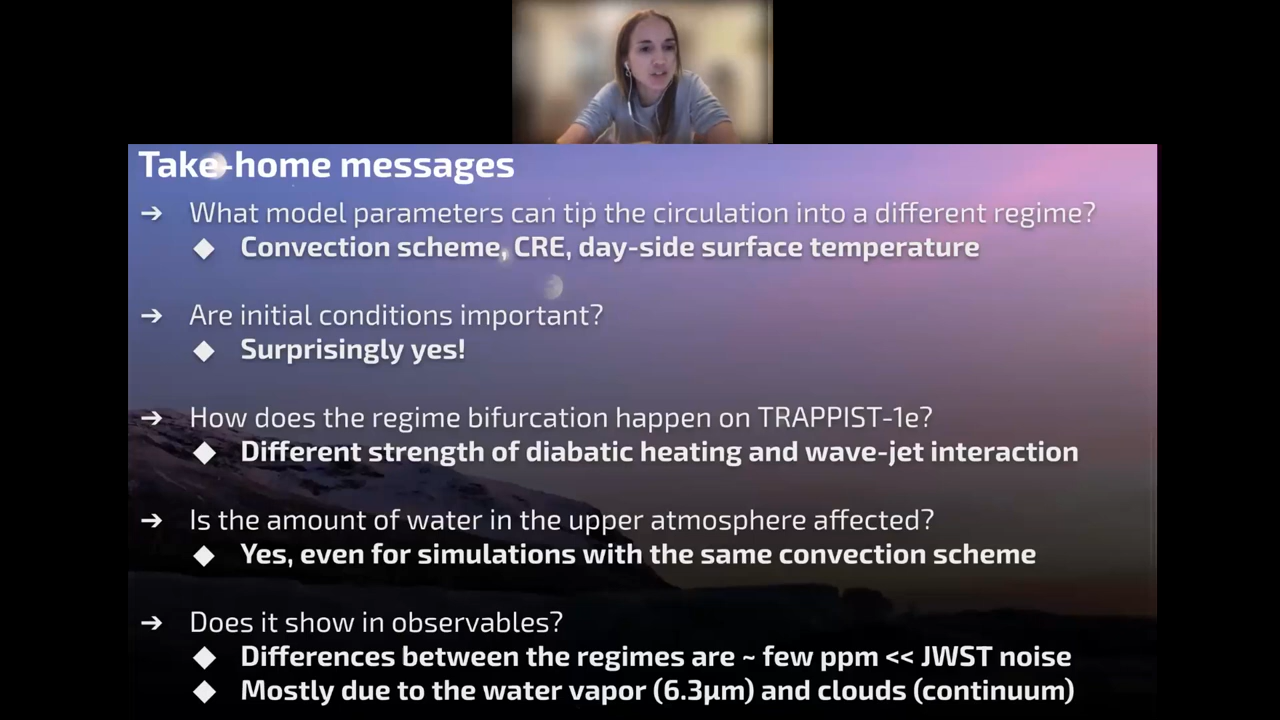 Take-home messages
➔ What model parameters can tip the circulation into a different regime?
◆ Convection scheme, CRE, day-side surface temperature
➔ Are initial conditions important?
◆ Surprisingly yes!
➔ How does the regime bifurcation happen on TRAPPIST-1e?
◆ Different strength of diabatic heating and wave-jet interaction
➔ Is the amount of water in the upper atmosphere affected?
◆ Yes, even for simulations with the same convection scheme
➔ Does it show in observables?
◆ Differences between the regimes are ~ few ppm << JWST noise
◆ Mostly due to the water vapor (6.3μm) and clouds (continuum)